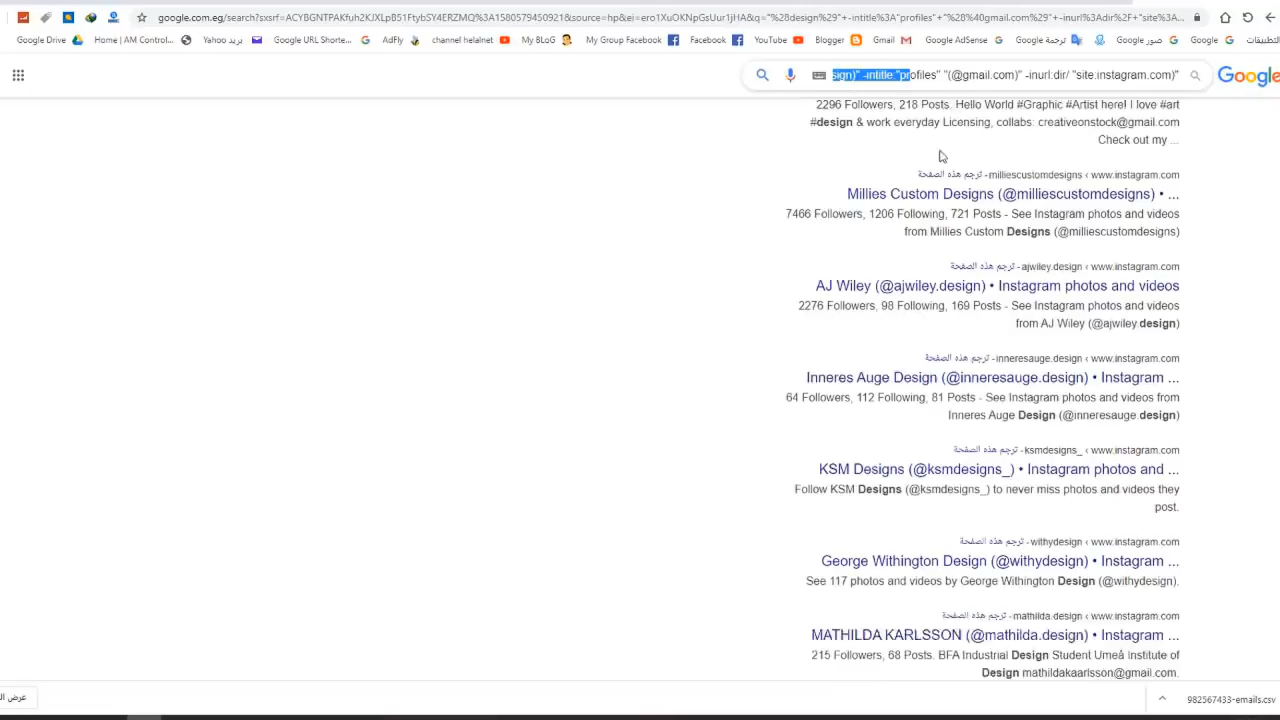 google.com.eg/search?sxsrf=ACYBGNTPAKfuh2KJXLpB51FtybSY4ERZMQ%3A1580579450921&source=hp&ei=ero1XuOKNpGsUur1jHA&q="%28design%29"+-intitle%3A"profiles"+"%28%40gmail.com%29"+-inurl%3Adir%2F+"site%3A...
Google Drive Home | AM Control... بريد Yahoo Google URL Shorte... AdFly channel helalnet My BLoG My Group Facebook Facebook YouTube Blogger Gmail Google AdSense ترجمة Google صور Google Google التطبيقات
sign)" -intitle:"profiles" "(@gmail.com)" -inurl:dir/ "site:instagram.com)" Google
2296 Followers, 218 Posts. Hello World #Graphic #Artist here! I love #art
#design & work everyday Licensing, collabs: creativeonstock@gmail.com
Check out my ...
www.instagram.com › milliescustomdesigns - ترجم هذه الصفحة
Millies Custom Designs (@milliescustomdesigns) • ...
7466 Followers, 1206 Following, 721 Posts - See Instagram photos and videos
from Millies Custom Designs (@milliescustomdesigns)
www.instagram.com › ajwiley.design - ترجم هذه الصفحة
AJ Wiley (@ajwiley.design) • Instagram photos and videos
2276 Followers, 98 Following, 169 Posts - See Instagram photos and videos
from AJ Wiley (@ajwiley.design)
www.instagram.com › inneresauge.design - ترجم هذه الصفحة
Inneres Auge Design (@inneresauge.design) • Instagram ...
64 Followers, 112 Following, 81 Posts - See Instagram photos and videos from
Inneres Auge Design (@inneresauge.design)
www.instagram.com › ksmdesigns_ - ترجم هذه الصفحة
KSM Designs (@ksmdesigns_) • Instagram photos and ...
Follow KSM Designs (@ksmdesigns_) to never miss photos and videos they
post.
www.instagram.com › withydesign - ترجم هذه الصفحة
George Withington Design (@withydesign) • Instagram ...
See 117 photos and videos by George Withington Design (@withydesign).
www.instagram.com › mathilda.design - ترجم هذه الصفحة
MATHILDA KARLSSON (@mathilda.design) • Instagram ...
215 Followers, 68 Posts. BFA Industrial Design Student Umeå Institute of
Design mathildakaarlsson@gmail.com.
عرض 982567433-emails.csv